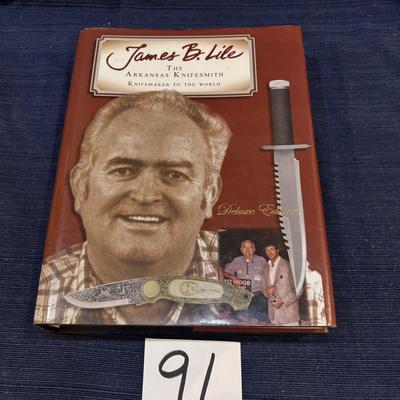 James B. Lile
The
Arkansas Knifesmith
Knifemaker to the World
Deluxe Edition
91